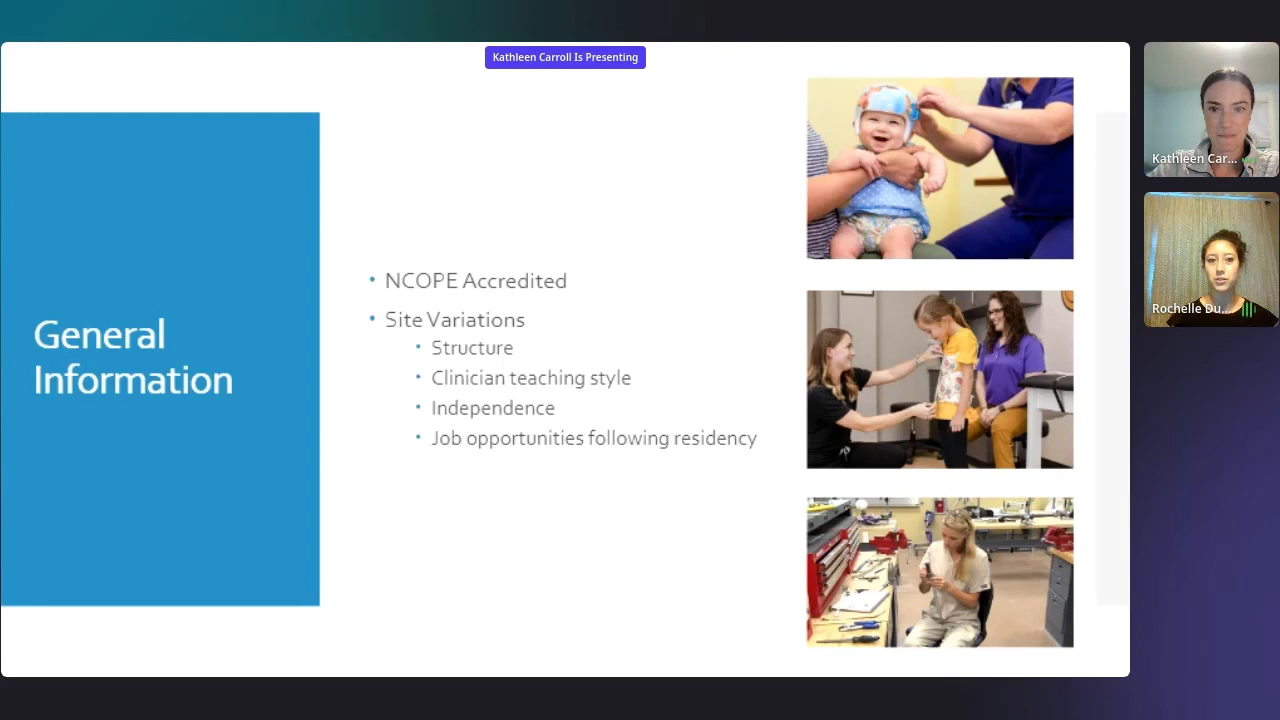 Kathleen Carroll Is Presenting
General
Information
• NCOPE Accredited
• Site Variations
• Structure
• Clinician teaching style
• Independence
• Job opportunities following residency
Kathleen Car...
Rochelle Du...